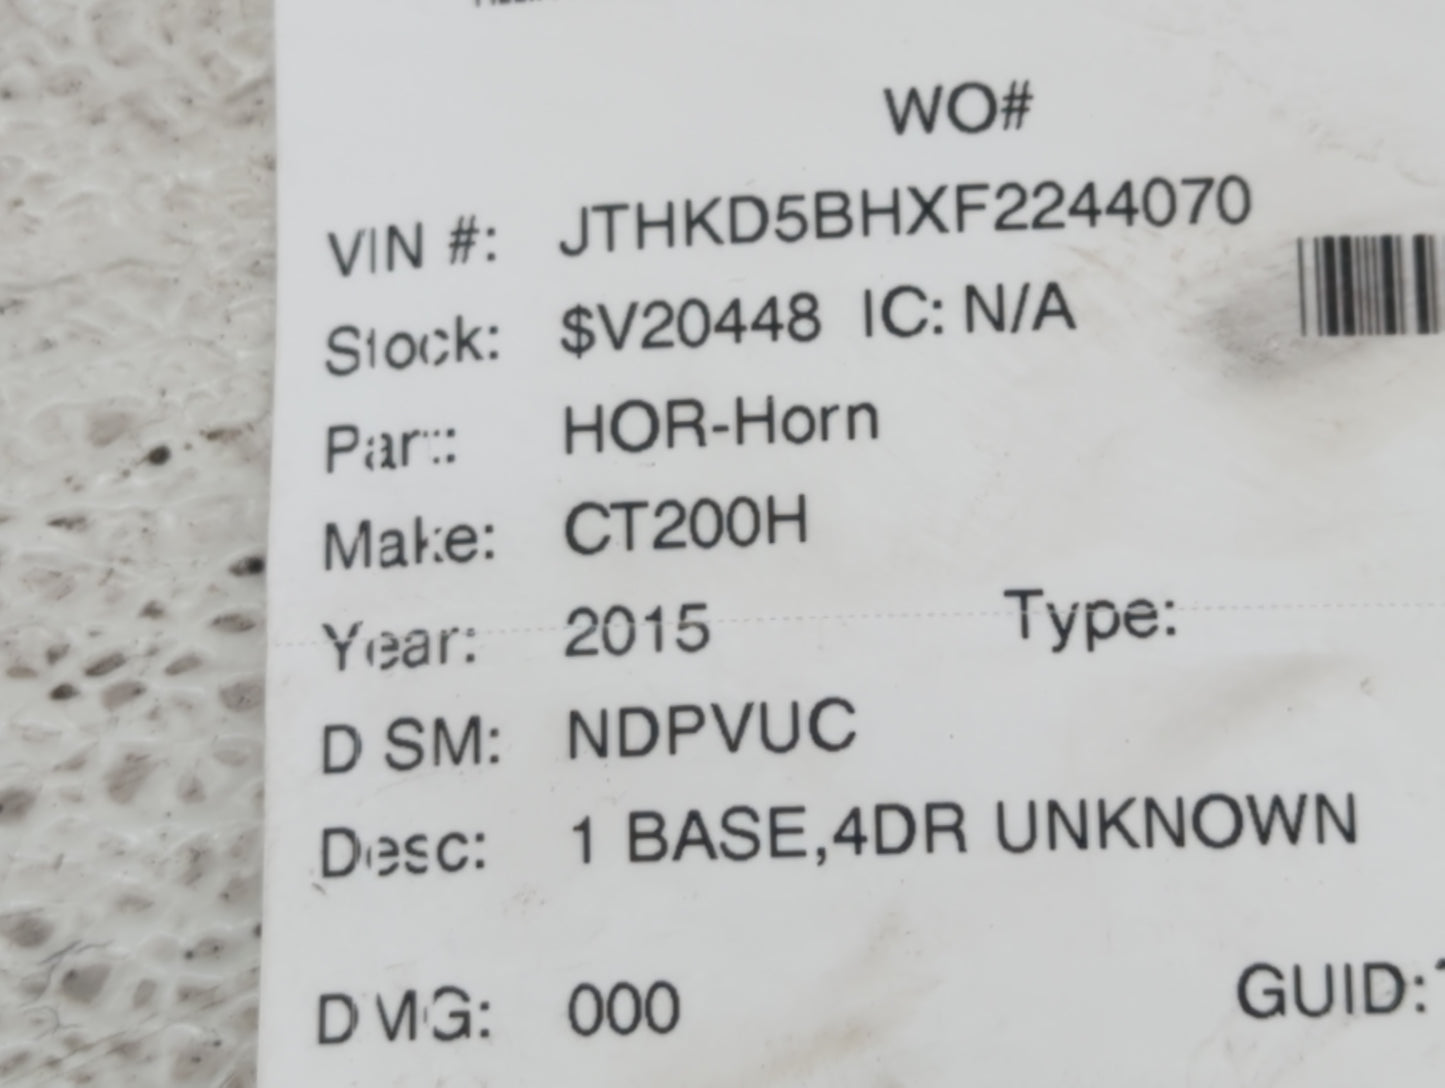 WO#
VIN #: JTHKD5BHXF2244070
Stock: $V20448 IC: N/A
Part: HOR-Horn
Make: CT200H
Year: 2015 Type:
D SM: NDPVUC
Desc: 1 BASE,4DR UNKNOWN
DMG: 000 GUID: